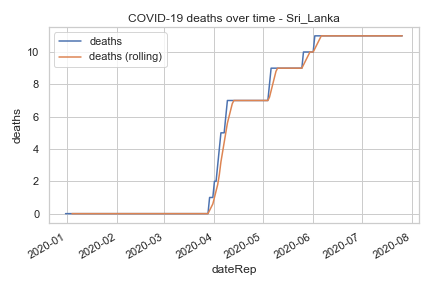 COVID-19 deaths over time - Sri_Lanka
deaths
deaths (rolling)
10
8
6
4
2
0
deaths
2020-01
2020-02
2020-03
2020-04
2020-05
2020-06
2020-07
2020-08
dateRep